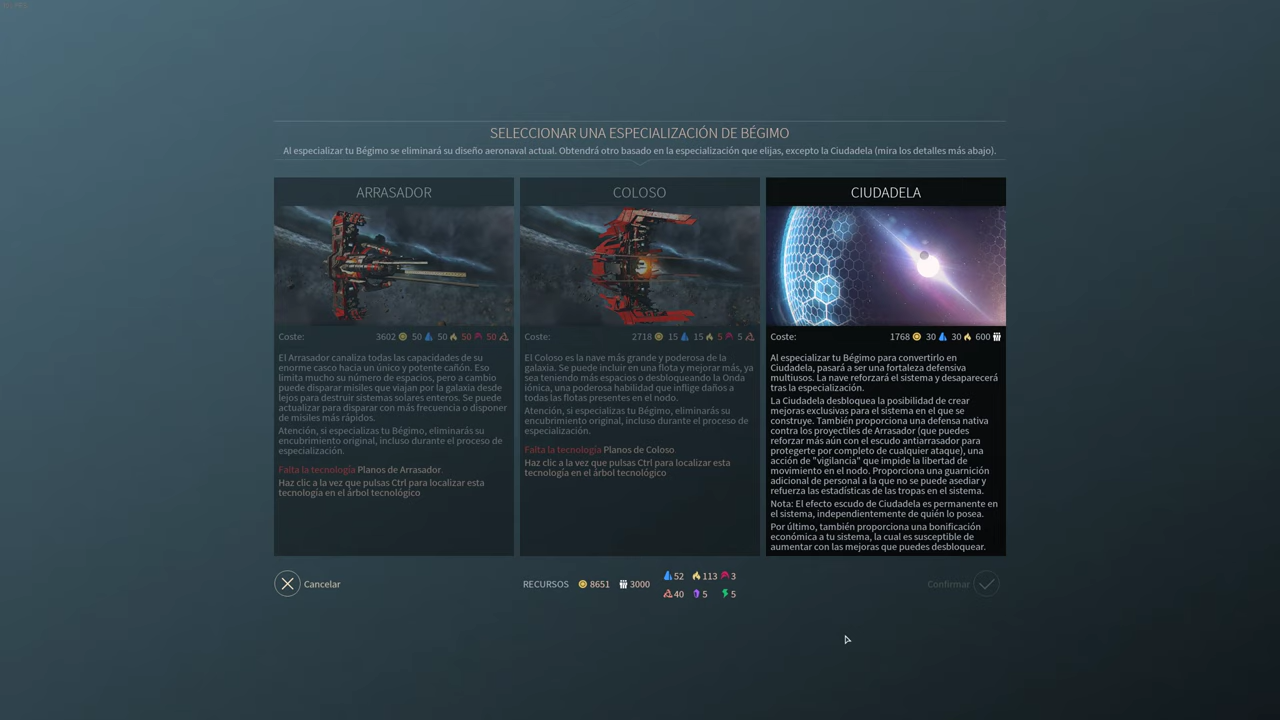 SELECCIONAR UNA ESPECIALIZACIÓN DE BÉGIMO
Al especializar tu Bégimo se eliminará su diseño aeronaval actual. Obtendrá otro basado en la especialización que elijas, excepto la Ciudadela (mira los detalles más abajo).
ARRASADOR
Coste: 3602 50 50 50 50
El Arrasador canaliza todas las capacidades de su
enorme casco hacia un único y potente cañón. Eso
limita mucho su número de espacios, pero a cambio
puede disparar misiles que viajan por la galaxia desde
lejos para destruir sistemas solares enteros. Se puede
actualizar para disparar con más frecuencia o disponer
de misiles más rápidos.
Atención, si especializas tu Bégimo, eliminarás su
encubrimiento original, incluso durante el proceso de
especialización.
Falta la tecnología Planos de Arrasador.
Haz clic a la vez que pulsas Ctrl para localizar esta
tecnología en el árbol tecnológico
COLOSO
Coste: 2718 15 15 5 5
El Coloso es la nave más grande y poderosa de la
galaxia. Se puede incluir en una flota y mejorar más, ya
sea teniendo más espacios o desbloqueando la Onda
iónica, una poderosa habilidad que inflige daños a
todas las flotas presentes en el nodo.
Atención, si especializas tu Bégimo, eliminarás su
encubrimiento original, incluso durante el proceso de
especialización.
Falta la tecnología Planos de Coloso
Haz clic a la vez que pulsas Ctrl para localizar esta
tecnología en el árbol tecnológico
CIUDADELA
Coste: 1768 30 30 600
Al especializar tu Bégimo para convertirlo en
Ciudadela, pasará a ser una fortaleza defensiva
multiusos. La nave reforzará el sistema y desaparecerá
tras la especialización.
La Ciudadela desbloquea la posibilidad de crear
mejoras exclusivas para el sistema en el que se
construye. También proporciona una defensa nativa
contra los proyectiles de Arrasador (que puedes
reforzar más aún con el escudo antiarrasador para
protegerte por completo de cualquier ataque), una
acción de "vigilancia" que impide la libertad de
movimiento en el nodo. Proporciona una guarnición
adicional de personal a la que no se puede asediar y
refuerza las estadísticas de las tropas en el sistema.
Nota: El efecto escudo de Ciudadela es permanente en
el sistema, independientemente de quién lo posea.
Por último, también proporciona una bonificación
económica a tu sistema, la cual es susceptible de
aumentar con las mejoras que puedes desbloquear.
Cancelar
RECURSOS 8651 3000
52 113 3
40 5 5
Confirmar